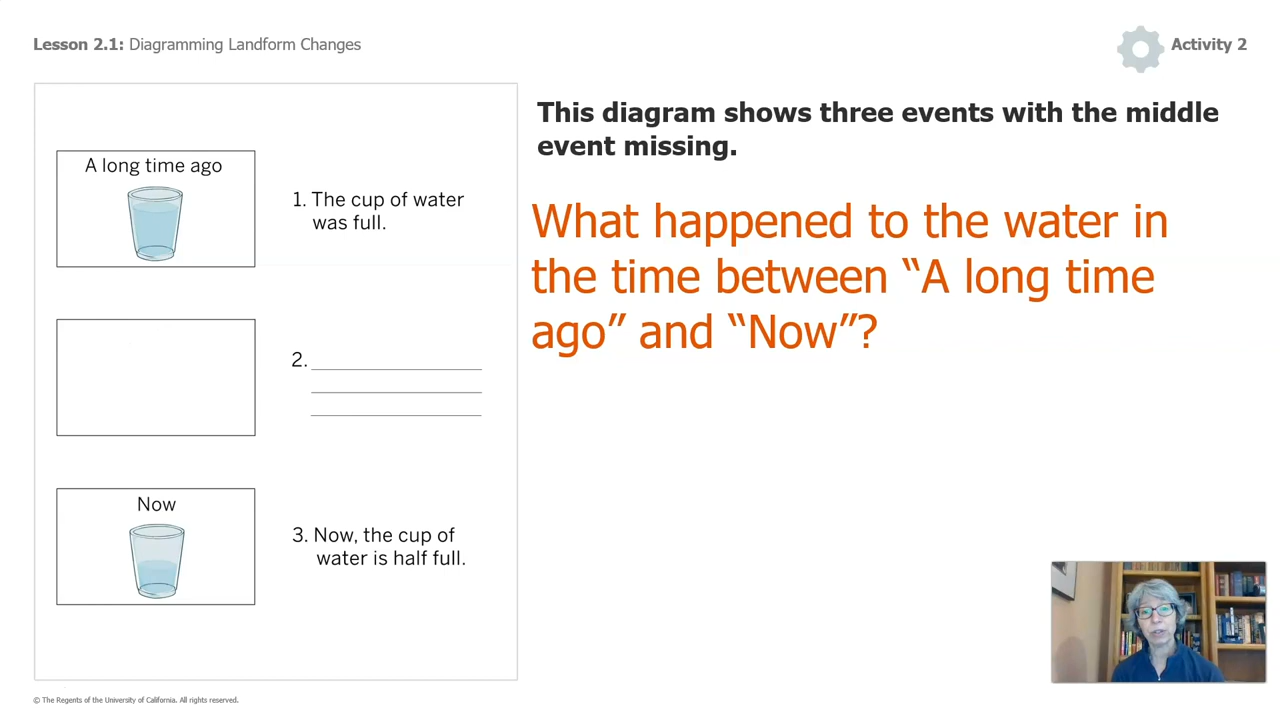 Lesson 2.1: Diagramming Landform Changes
Activity 2
This diagram shows three events with the middle
event missing.
What happened to the water in
the time between “A long time
ago” and “Now”?
A long time ago
1. The cup of water
was full.
2.
Now
3. Now, the cup of
water is half full.
© The Regents of the University of California. All rights reserved.